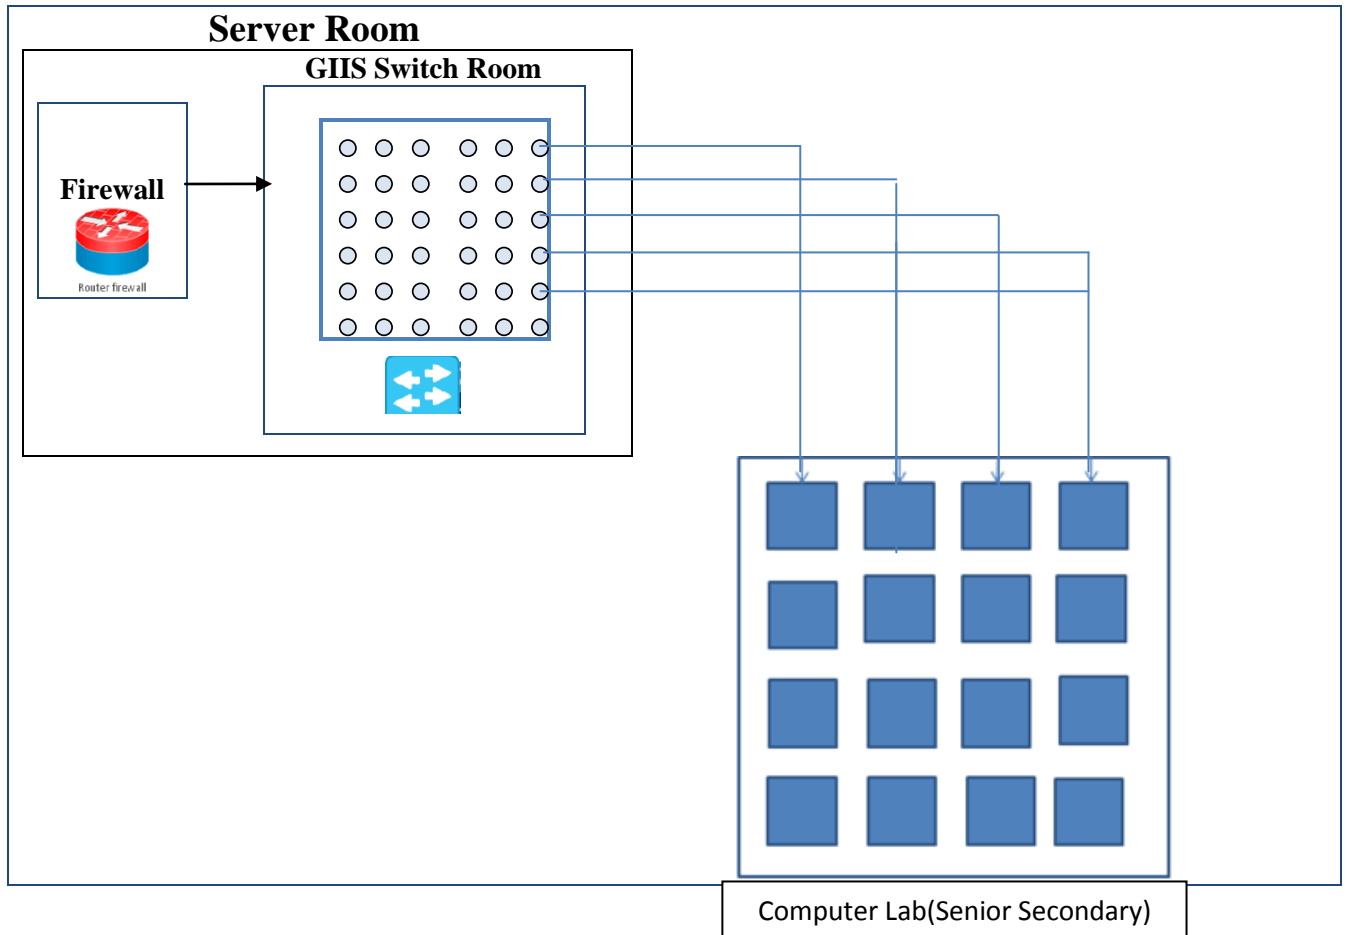 Server Room
GIIS Switch Room
Firewall
Router firewall
Computer Lab(Senior Secondary)